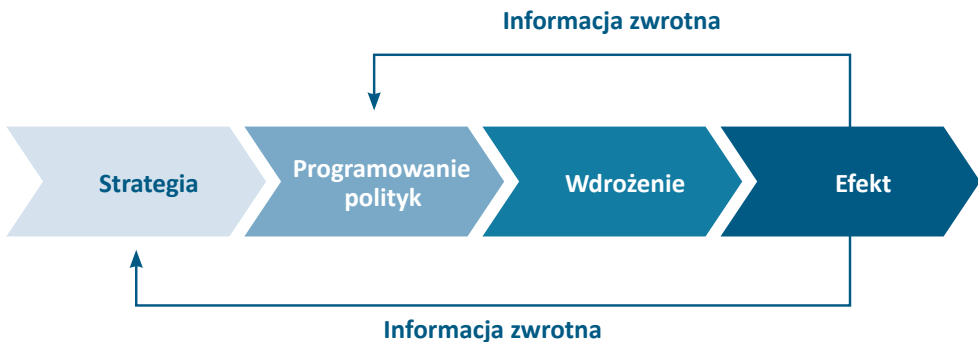 Informacja zwrotna
Strategia
Programowanie
polityk
Wdrożenie
Efekt
Informacja zwrotna